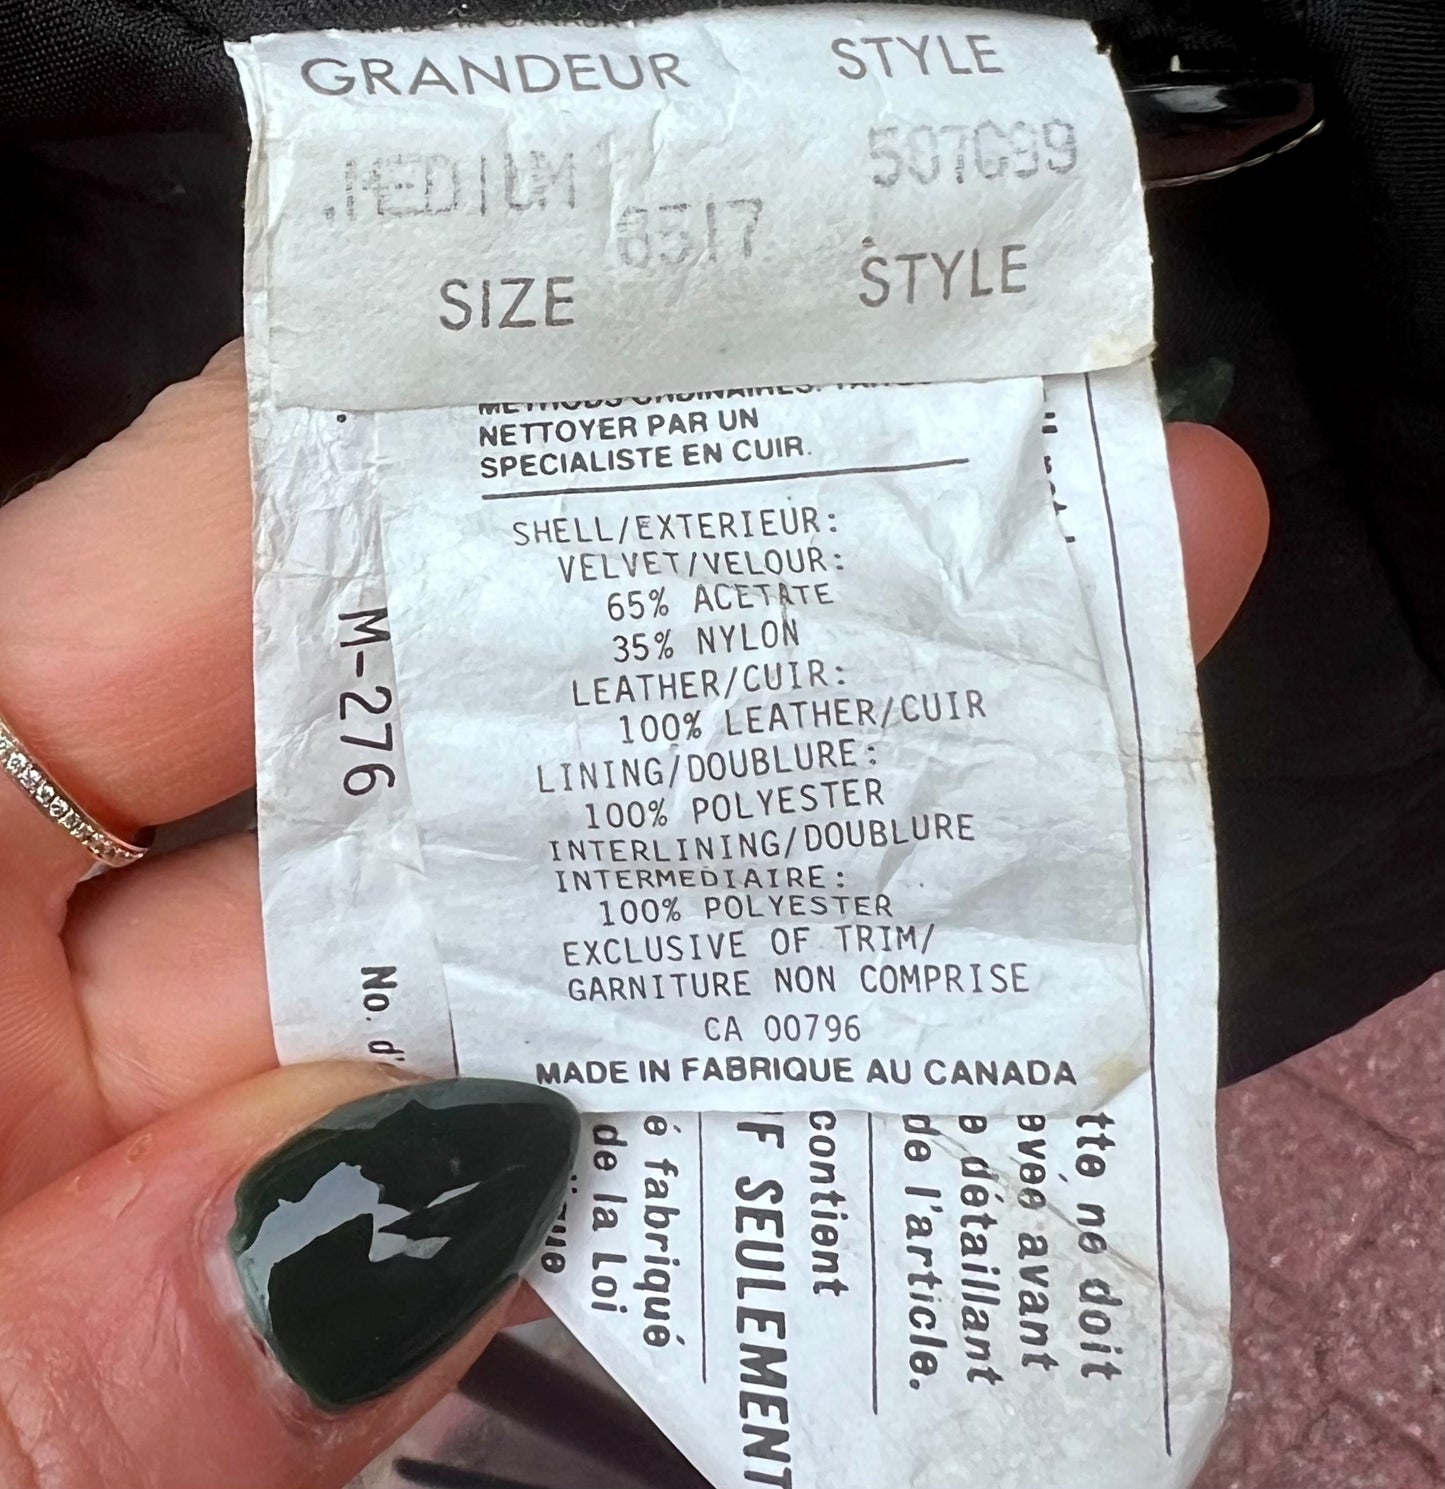 GRANDEUR STYLE
MEDIUM
SIZE STYLE
NETTOYER PAR UN
SPECIALISTE EN CUIR.
SHELL/EXTERIEUR:
VELVET/VELOUR:
65% ACETATE
35% NYLON
LEATHER/CUIR:
100% LEATHER/CUIR
LINING/DOUBLURE:
100% POLYESTER
INTERLINING/DOUBLURE
INTERMEDIAIRE:
100% POLYESTER
EXCLUSIVE OF TRIM/
GARNITURE NON COMPRISE
CA 00796
MADE IN FABRIQUE AU CANADA
M-276
No. d'
tte ne doit
avant
détaillant
de l'article.
contient
SEULEMENT
é fabriqué
de la Loi